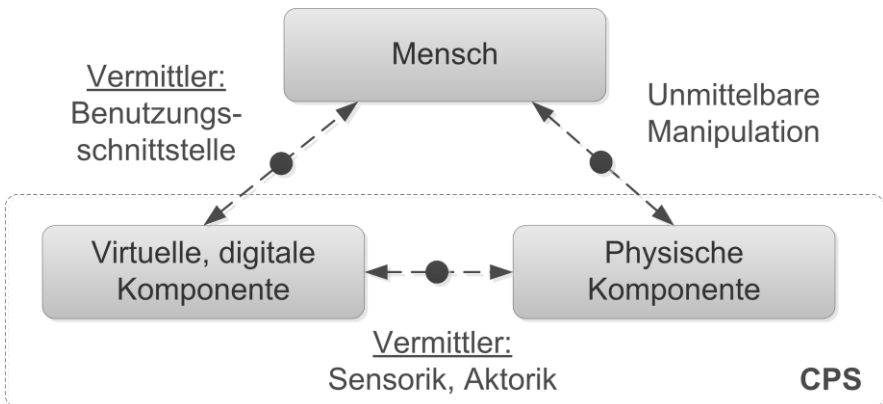 Mensch
Vermittler:
Benutzungs-
schnittstelle
Unmittelbare
Manipulation
Virtuelle, digitale
Komponente
Physische
Komponente
Vermittler:
Sensorik, Aktorik
CPS